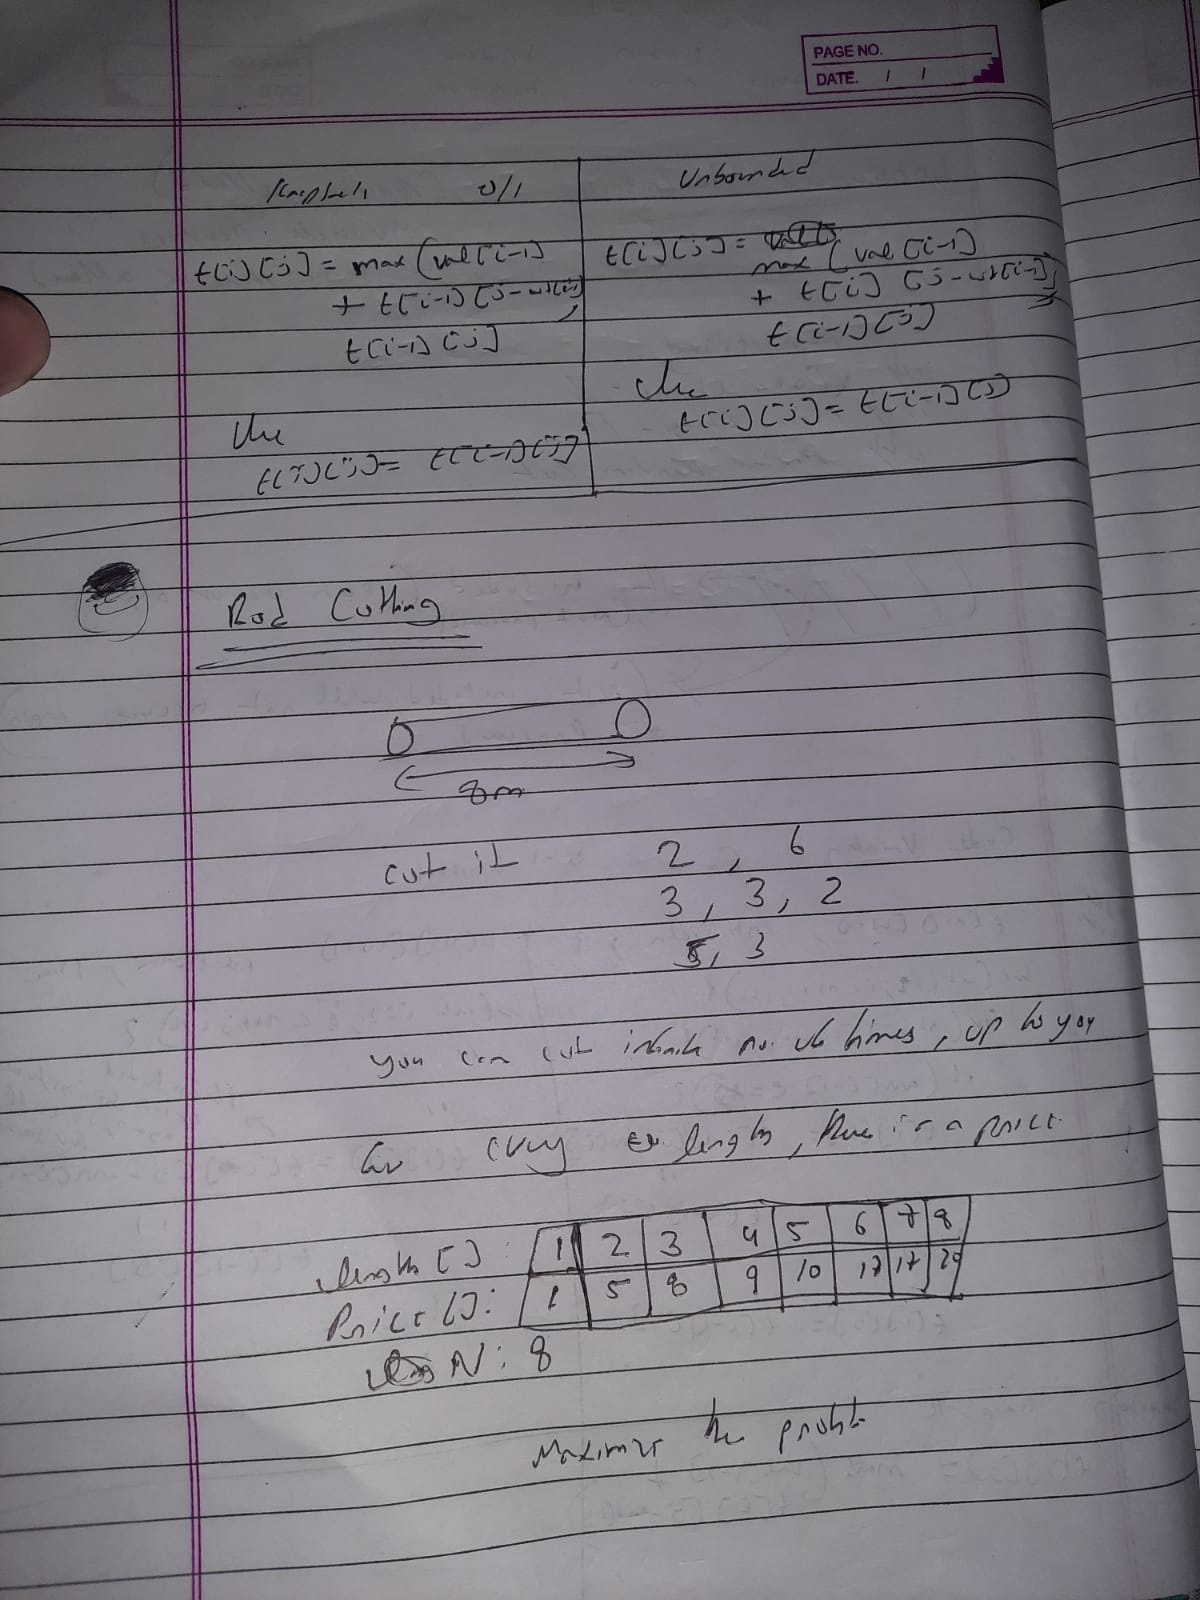 PAGE NO.
DATE. / /
Knapsack 0/1
t[i][j] = max (val[i-1]
+ t[i-1][j-wt[i-1]],
t[i-1][j]
else
t[i][j] = t[i-1][j]
Unbounded
t[i][j] =
max (val[i-1]
+ t[i][j-wt[i-1]],
t[i-1][j]
else
t[i][j] = t[i-1][j]
Rod Cutting
8m
cut it 2, 6
3, 3, 2
5, 3
you can cut infinite no. of times, up to you
for every length, there is a price.
length[]: 1 2 3 4 5 6 7 8
Price[]: 1 5 8 9 10 17 17 20
N: 8
Maximize the profit